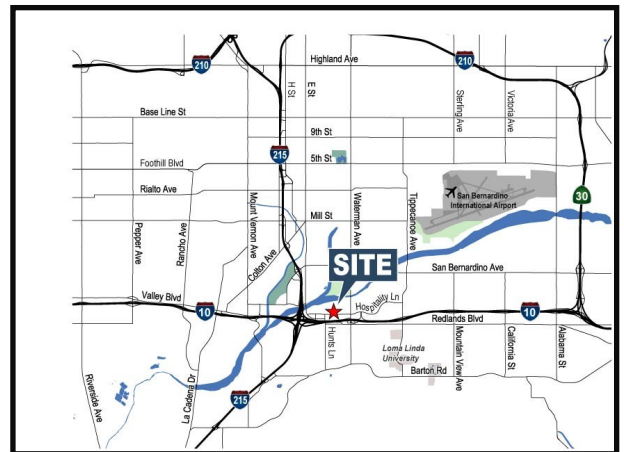 210
Highland Ave
210
H St
E St
Sterling Ave
Victoria Ave
Base Line St
9th St
215
5th St
Foothill Blvd
Rialto Ave
San Bernardino
International Airport
30
Pepper Ave
Rancho Ave
Mount Vernon Ave
Colton Ave
Mill St
Waterman Ave
Tippecanoe Ave
SITE
San Bernardino Ave
Valley Blvd
10
Hospitality Ln
Redlands Blvd
10
Hunts Ln
Loma Linda
University
Mountain View Ave
California St
Alabama St
Barton Rd
Riverside Ave
La Cadena Dr
215